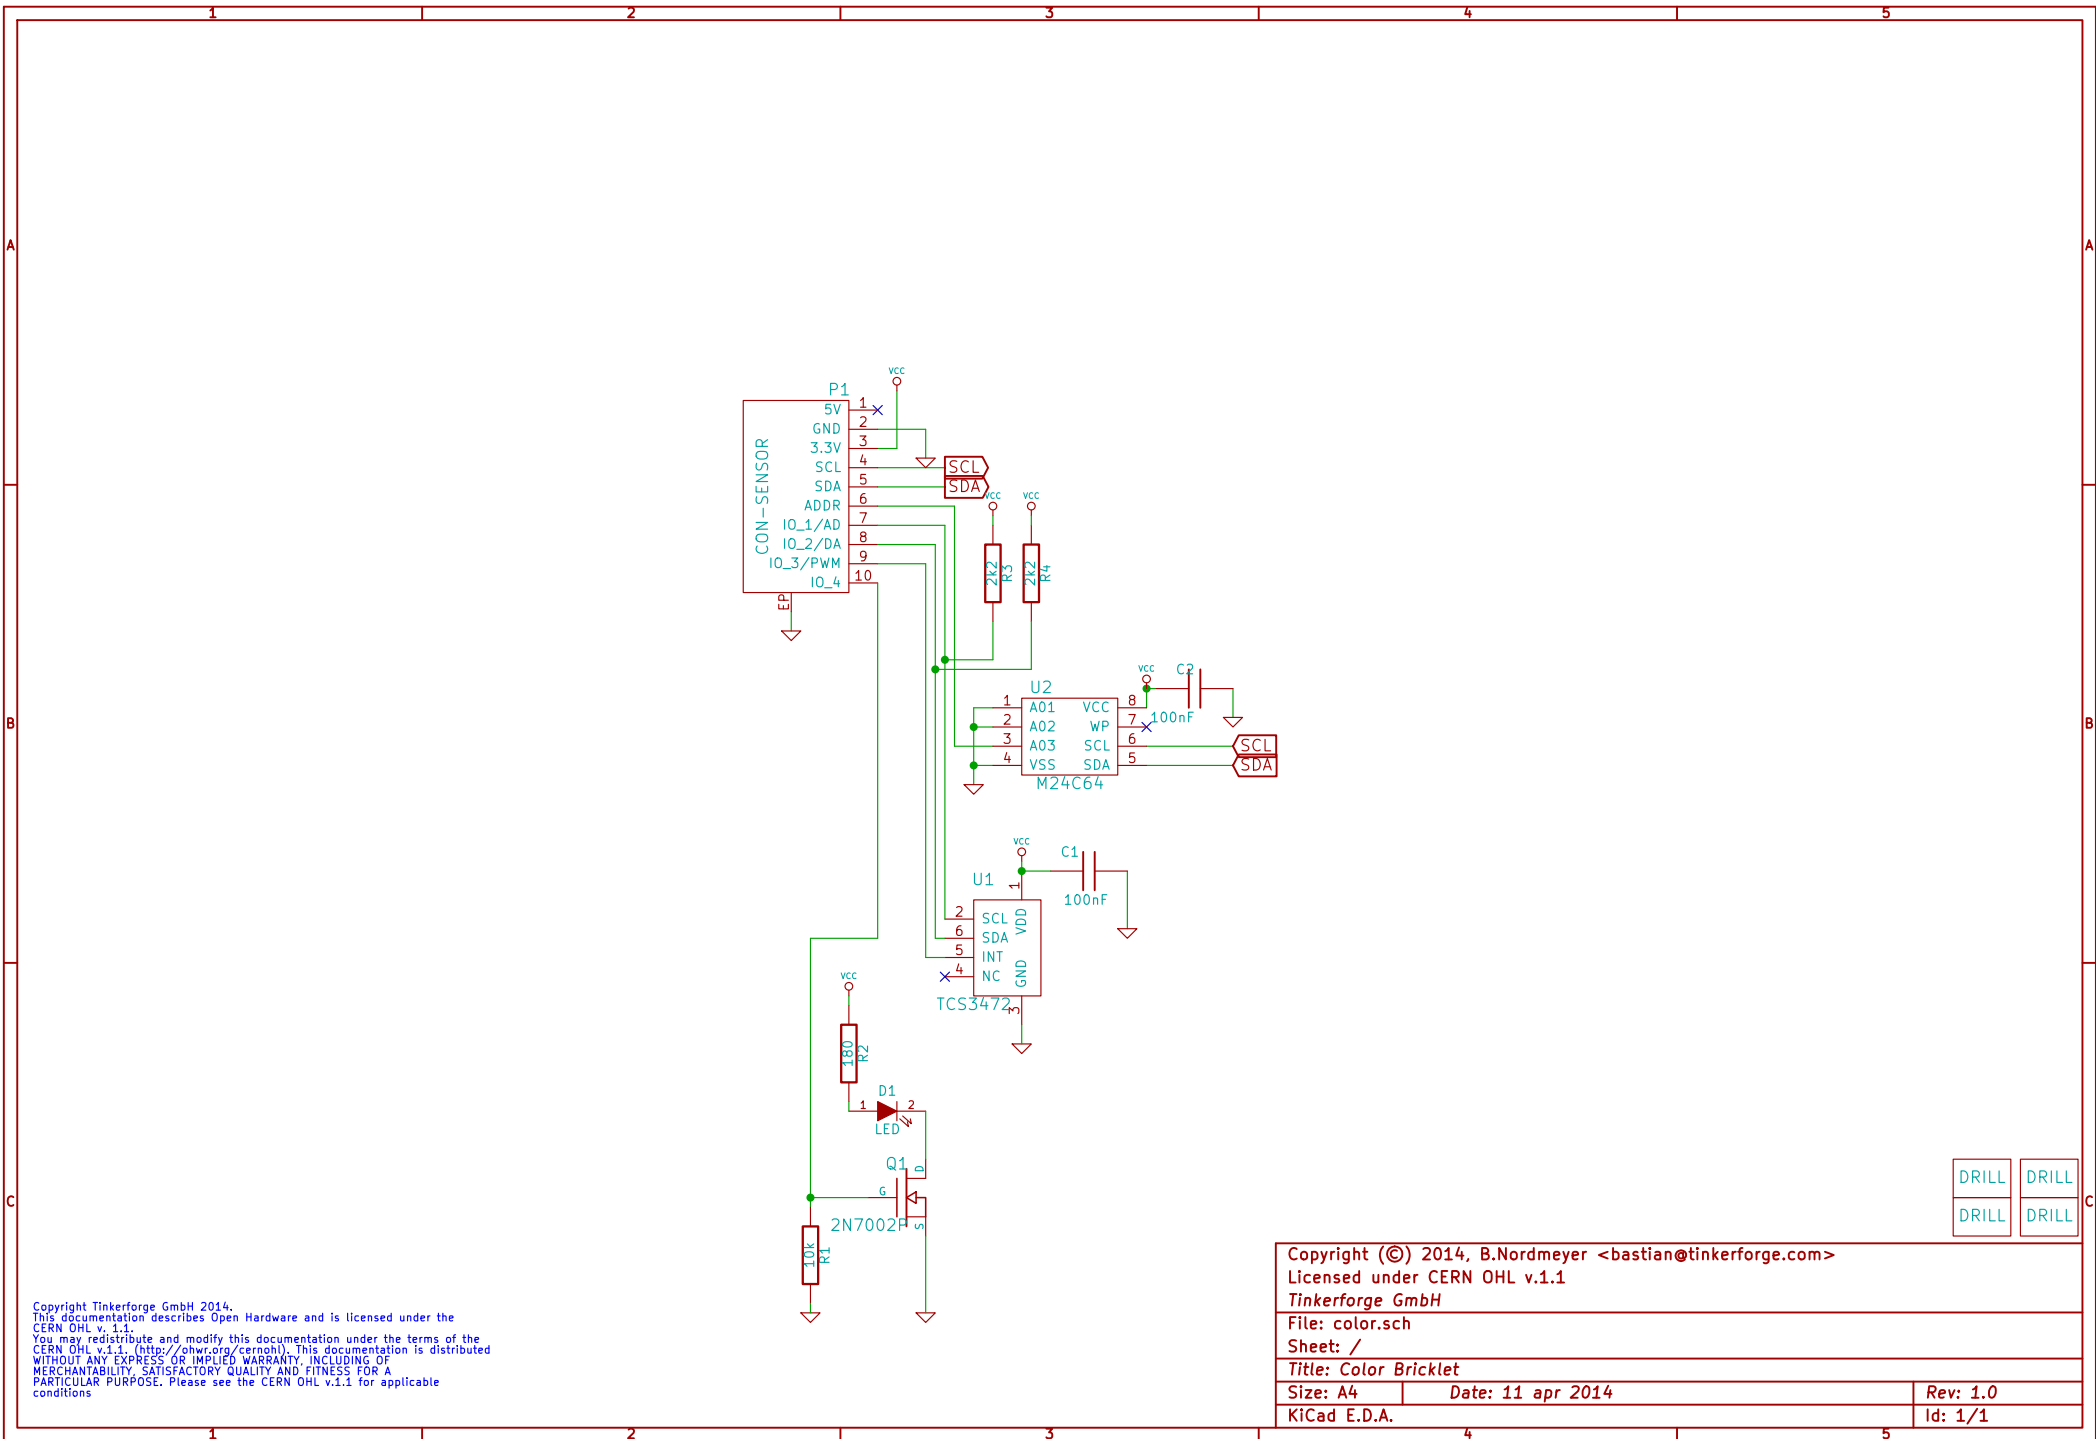 1 2 3 4 5
A A
B B
C C
VCC
P1
CON-SENSOR
5V 1
GND 2
3.3V 3
SCL 4
SDA 5
ADDR 6
IO_1/AD 7
IO_2/DA 8
IO_3/PWM 9
IO_4 10
EP
SCL
SDA
VCC VCC
2k2 R3 2k2 R4
U2
1 A01 VCC 8
2 A02 WP 7
3 A03 SCL 6
4 VSS SDA 5
M24C64
VCC C2
100nF
SCL
SDA
VCC
C1
100nF
U1
1 VDD
2 SCL
6 SDA
5 INT
4 NC
GND
3
TCS3472
VCC
180 R2
D1
1 2
LED
Q1
D
G
S
2N7002P
10k R1
DRILL DRILL
DRILL DRILL
Copyright Tinkerforge GmbH 2014.
This documentation describes Open Hardware and is licensed under the
CERN OHL v. 1.1.
You may redistribute and modify this documentation under the terms of the
CERN OHL v.1.1. (http://ohwr.org/cernohl). This documentation is distributed
WITHOUT ANY EXPRESS OR IMPLIED WARRANTY, INCLUDING OF
MERCHANTABILITY, SATISFACTORY QUALITY AND FITNESS FOR A
PARTICULAR PURPOSE. Please see the CERN OHL v.1.1 for applicable
conditions
Copyright (©) 2014, B.Nordmeyer <bastian@tinkerforge.com>
Licensed under CERN OHL v.1.1
Tinkerforge GmbH
File: color.sch
Sheet: /
Title: Color Bricklet
Size: A4 Date: 11 apr 2014 Rev: 1.0
KiCad E.D.A. Id: 1/1
1 2 3 4 5